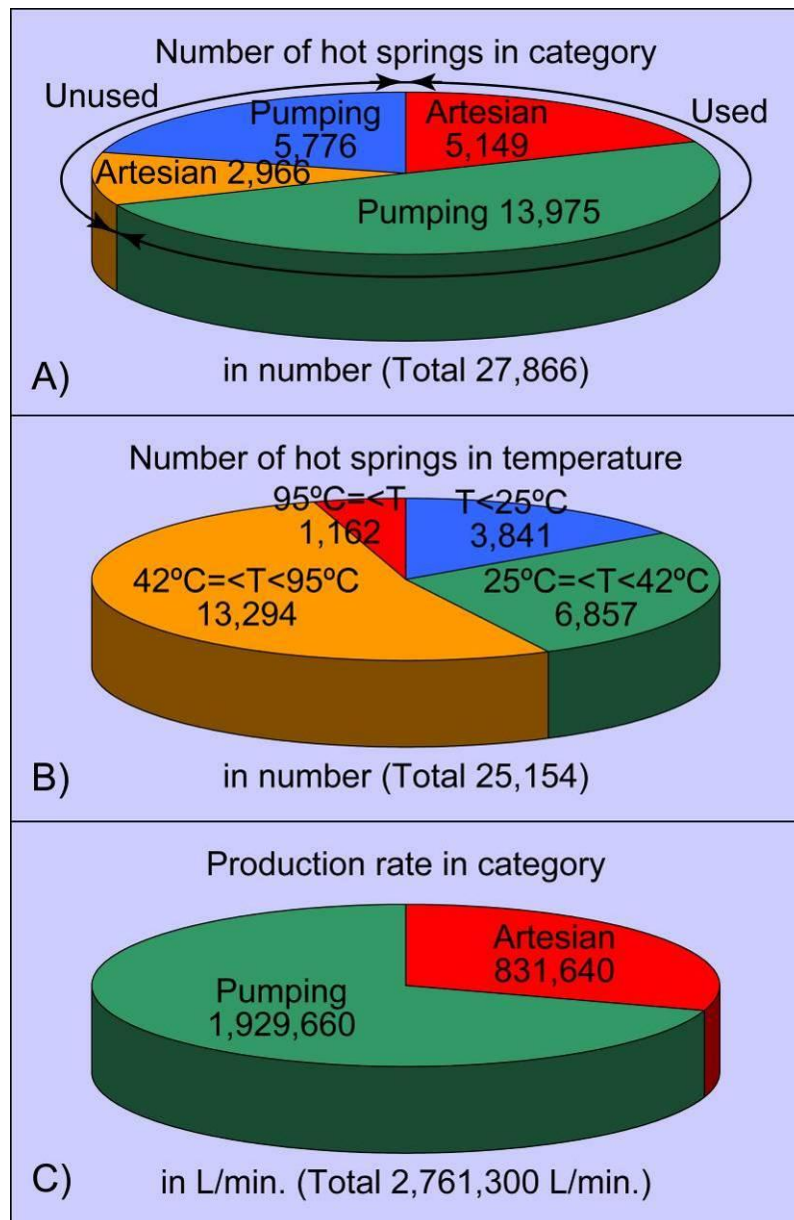 Number of hot springs in category
Unused
Used
Pumping
5,776
Artesian
5,149
Artesian 2,966
Pumping 13,975
A)
in number (Total 27,866)
Number of hot springs in temperature
95ºC=<T
1,162
T<25ºC
3,841
42ºC=<T<95ºC
13,294
25ºC=<T<42ºC
6,857
B)
in number (Total 25,154)
Production rate in category
Artesian
831,640
Pumping
1,929,660
C)
in L/min. (Total 2,761,300 L/min.)